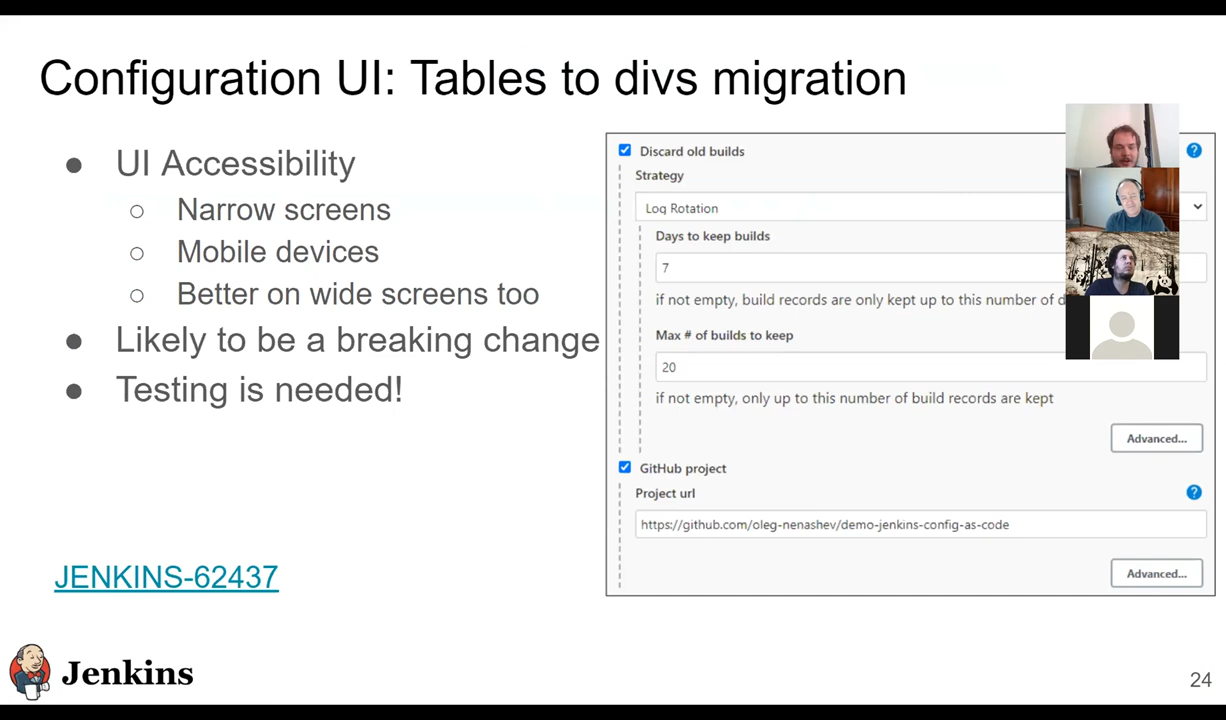 Configuration UI: Tables to divs migration
● UI Accessibility
○ Narrow screens
○ Mobile devices
○ Better on wide screens too
● Likely to be a breaking change
● Testing is needed!
JENKINS-62437
Discard old builds ?
Strategy
Log Rotation
Days to keep builds
7
if not empty, build records are only kept up to this number of
Max # of builds to keep
20
if not empty, only up to this number of build records are kept
Advanced...
GitHub project
Project url ?
https://github.com/oleg-nenashev/demo-jenkins-config-as-code
Advanced...
Jenkins
24